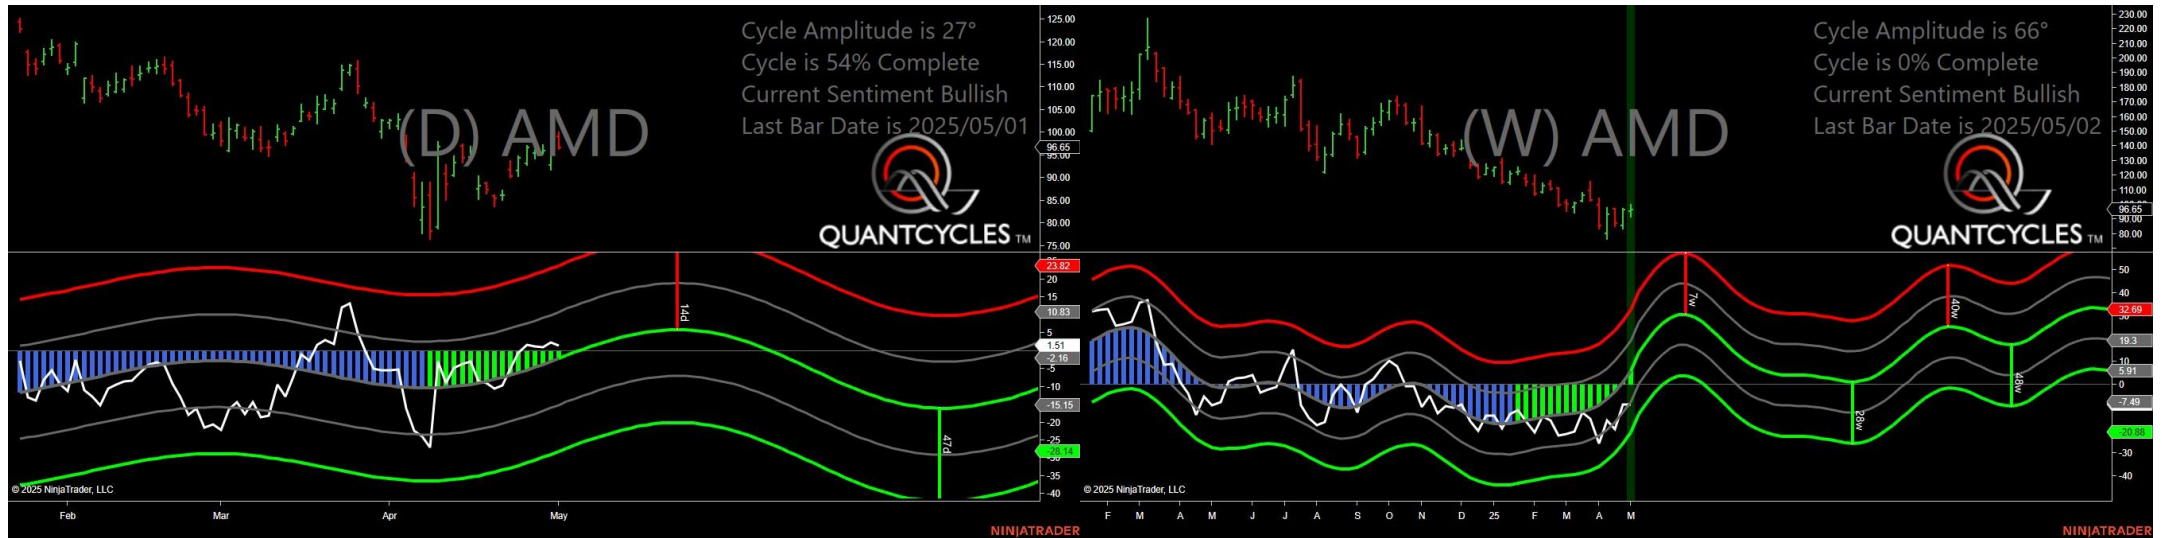 Cycle Amplitude is 27°
Cycle is 54% Complete
Current Sentiment Bullish
Last Bar Date is 2025/05/01
(D) AMD
QUANTCYCLES TM
125.00
120.00
115.00
110.00
105.00
100.00
96.65
95.00
90.00
85.00
80.00
75.00
23.82
20
15
10.83
5
1.51
-2.16
-5
-10
-15.15
-20
-25
-28.14
-35
-40
14d
47d
© 2025 NinjaTrader, LLC
Feb Mar Apr May
NINJATRADER
Cycle Amplitude is 66°
Cycle is 0% Complete
Current Sentiment Bullish
Last Bar Date is 2025/05/02
(W) AMD
QUANTCYCLES TM
230.00
220.00
210.00
200.00
190.00
180.00
170.00
160.00
150.00
140.00
130.00
120.00
110.00
96.65
90.00
80.00
50
40
32.69
19.3
10
5.91
0
-7.49
-20.88
-30
-40
7w
28w
40w
48w
© 2025 NinjaTrader, LLC
F M A M J J A S O N D 25 F M A M
NINJATRADER